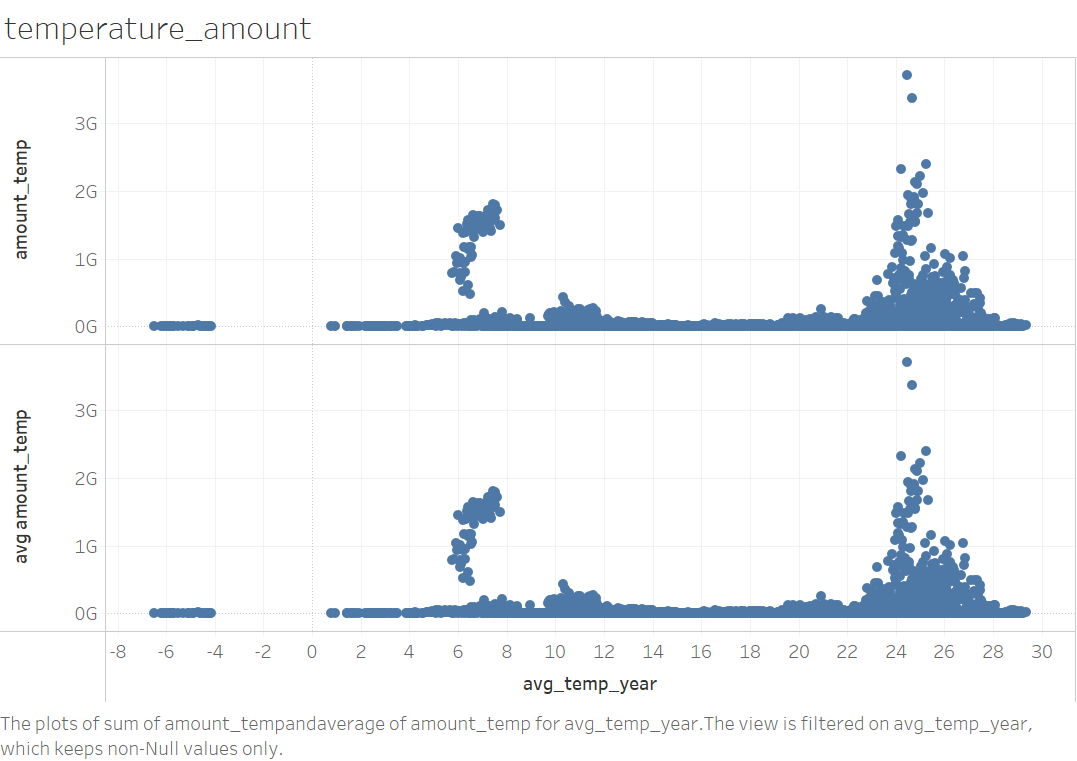 temperature_amount
amount_temp
3G
2G
1G
0G
avg amount_temp
3G
2G
1G
0G
-8 -6 -4 -2 0 2 4 6 8 10 12 14 16 18 20 22 24 26 28 30
avg_temp_year
The plots of sum of amount_tempandaverage of amount_temp for avg_temp_year.The view is filtered on avg_temp_year,
which keeps non-Null values only.